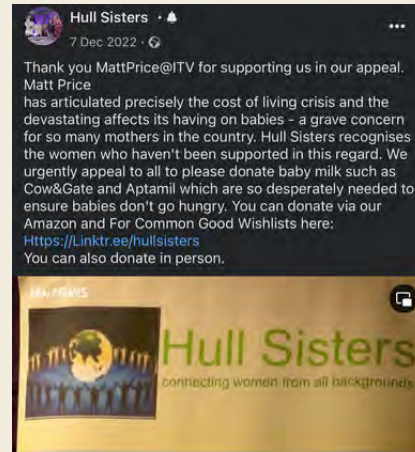 Hull Sisters
7 Dec 2022
Thank you MattPrice@ITV for supporting us in our appeal.
Matt Price
has articulated precisely the cost of living crisis and the
devastating affects its having on babies - a grave concern
for so many mothers in the country. Hull Sisters recognises
the women who haven't been supported in this regard. We
urgently appeal to all to please donate baby milk such as
Cow&Gate and Aptamil which are so desperately needed to
ensure babies don't go hungry. You can donate via our
Amazon and For Common Good Wishlists here:
Https://Linktr.ee/hullsisters
You can also donate in person.
NEWS
Hull Sisters
connecting women from all backgrounds